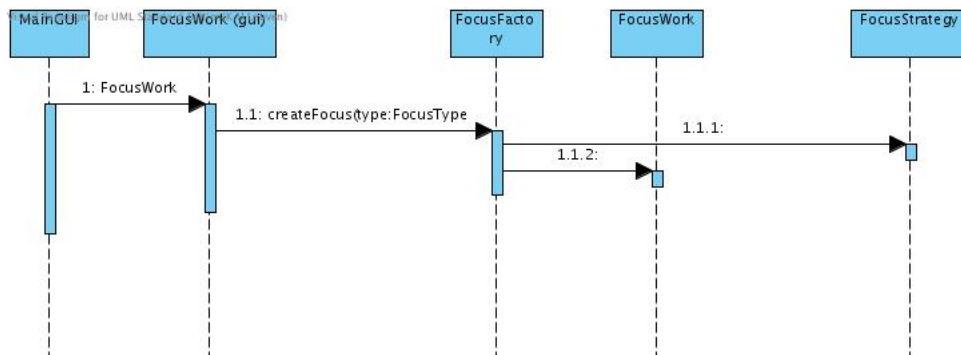 MainGUI
FocusWork (gui)
FocusFacto
ry
FocusWork
FocusStrategy
1: FocusWork
1.1: createFocus(type:FocusType
1.1.1:
1.1.2: